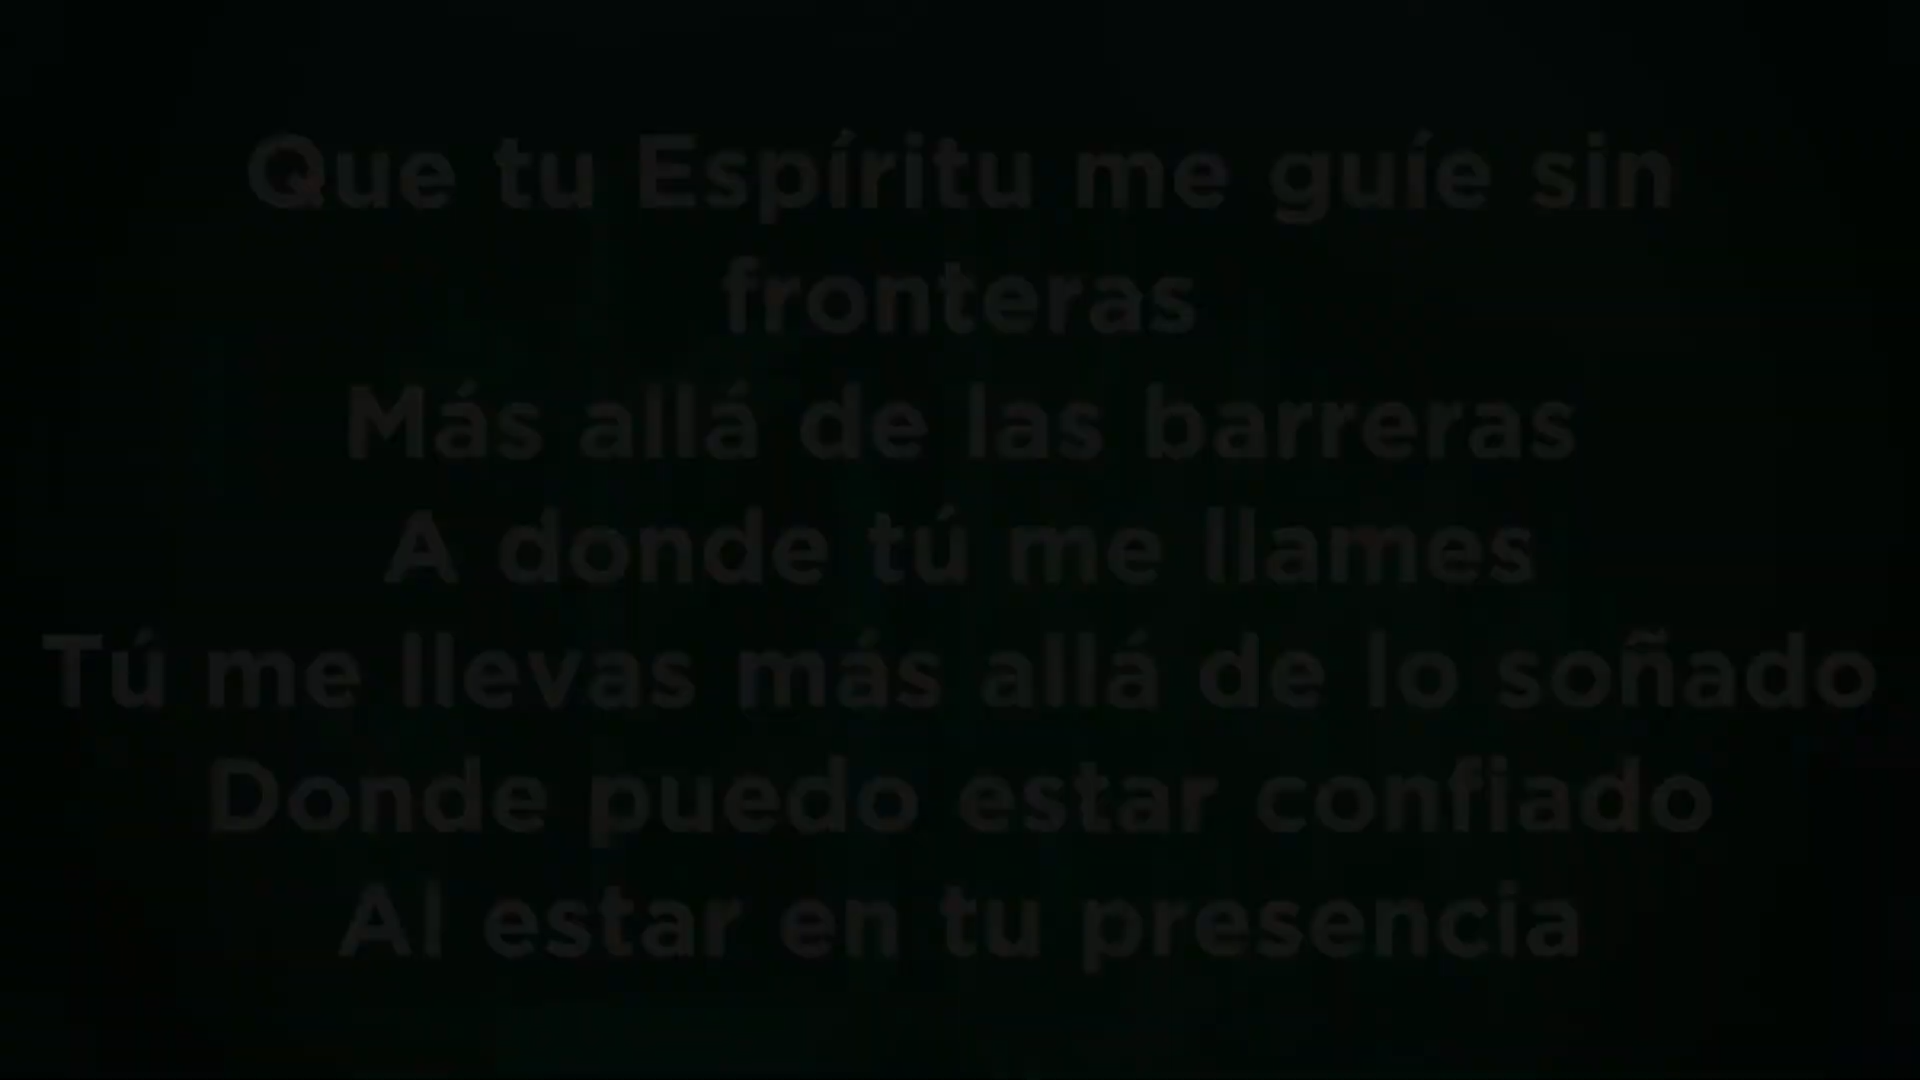 Que tu Espíritu me guíe sin
fronteras
Más allá de las barreras
A donde tú me llames
Tú me llevas más allá de lo soñado
Donde puedo estar confiado
Al estar en tu presencia